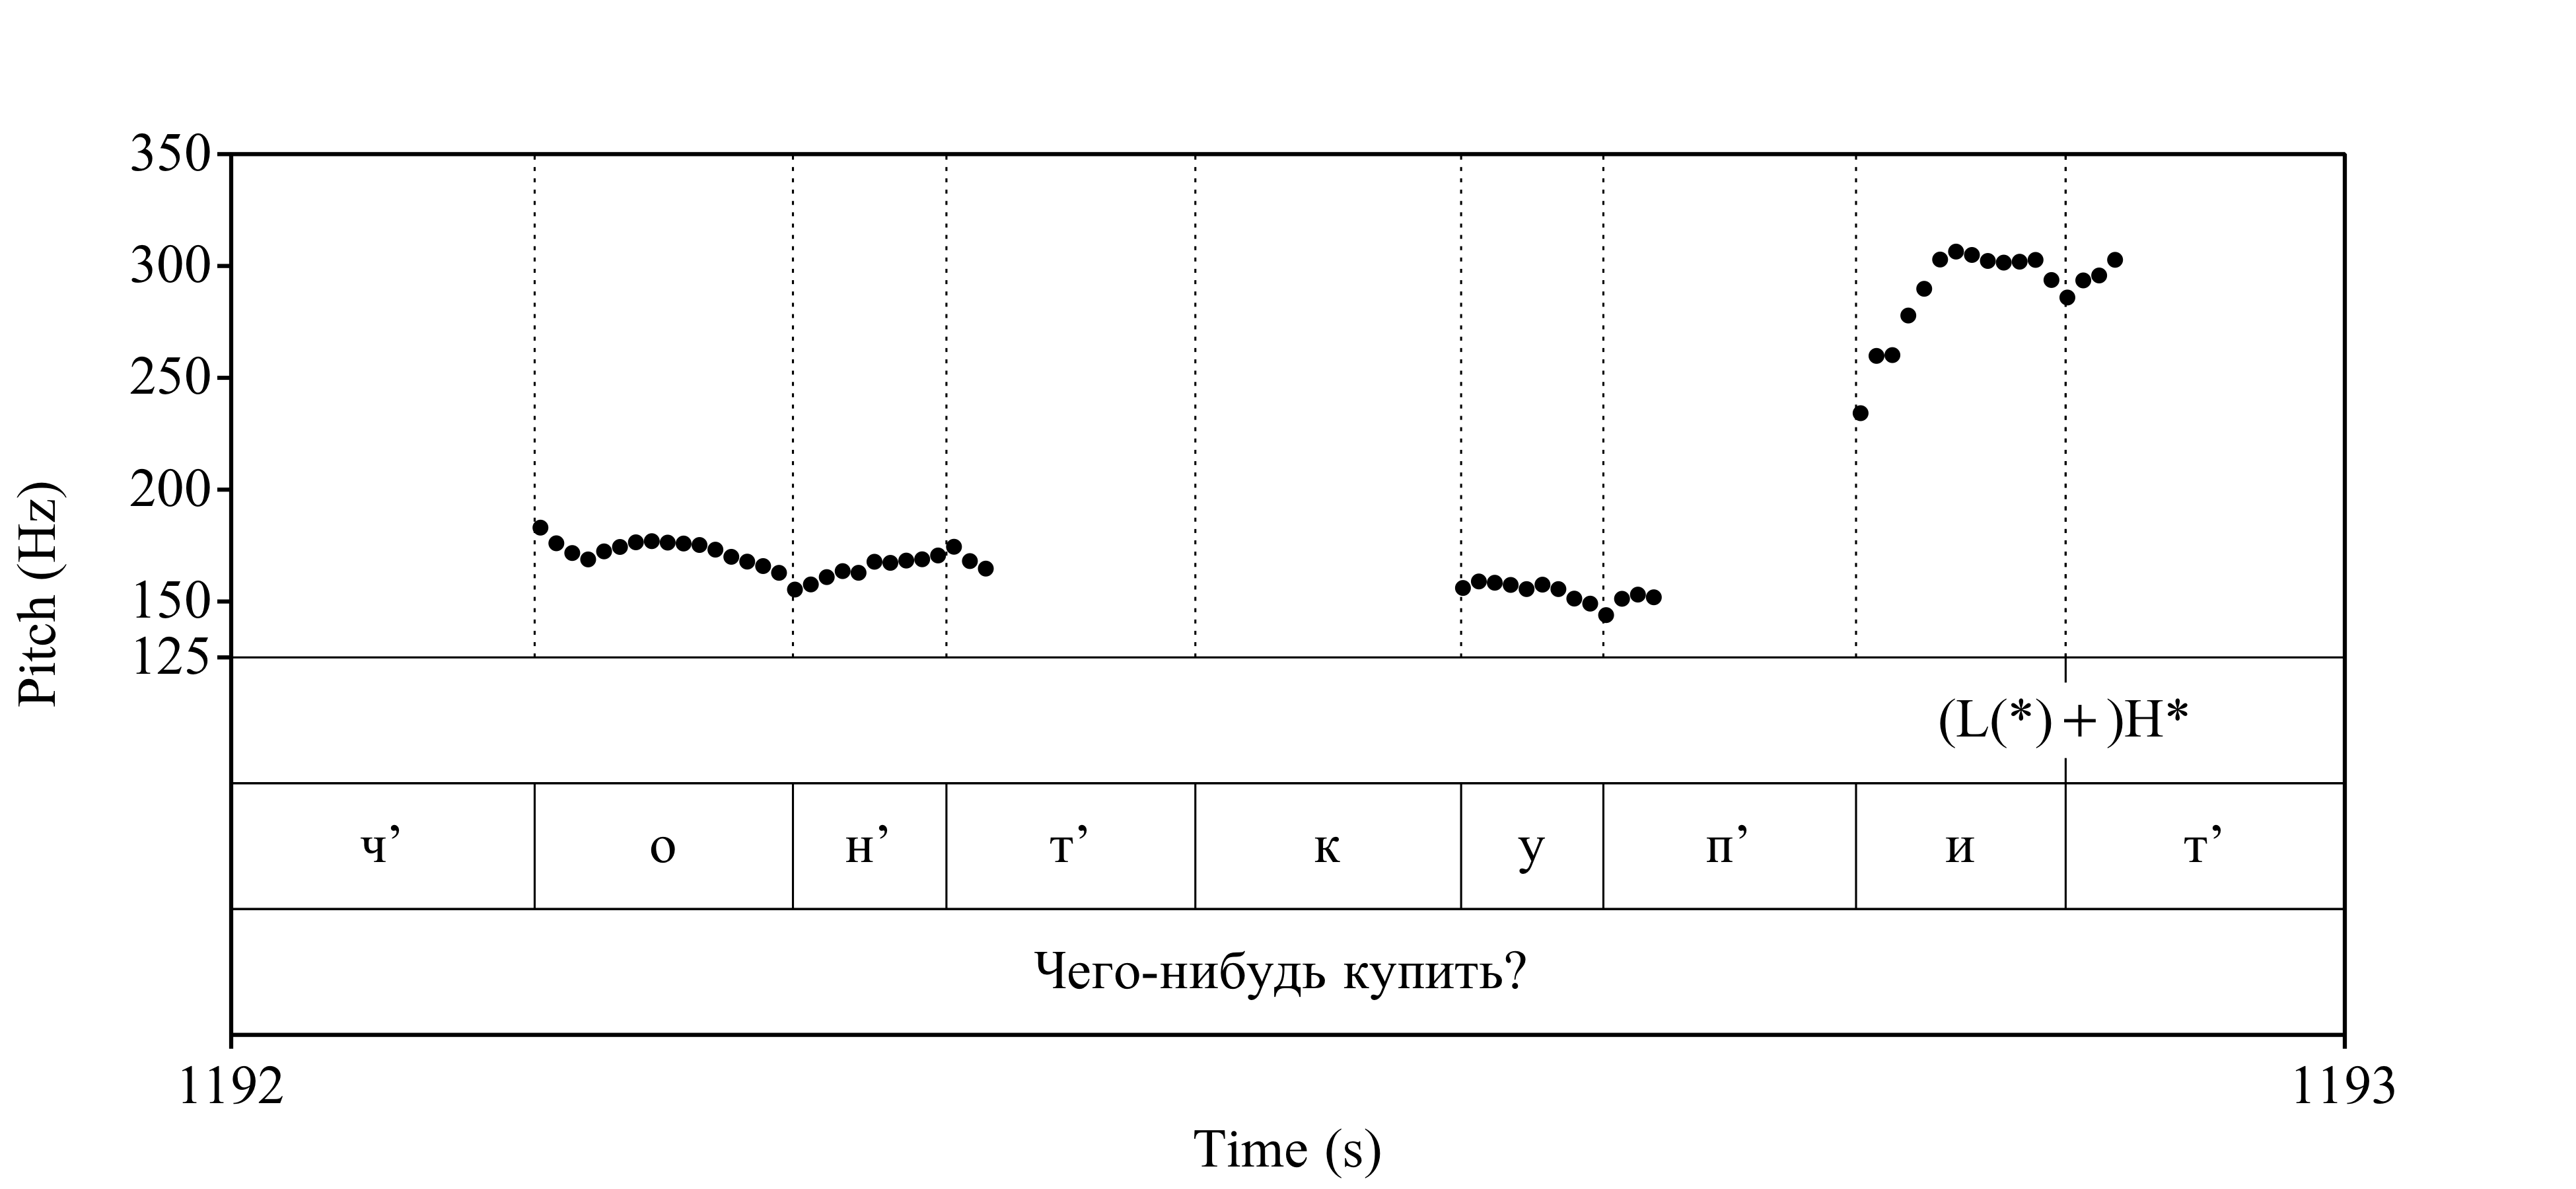 350
300
250
200
150
125
Pitch (Hz)
(L(*)+)H*
ч’ о н’ т’ к у п’ и т’
Чего-нибудь купить?
1192 1193
Time (s)